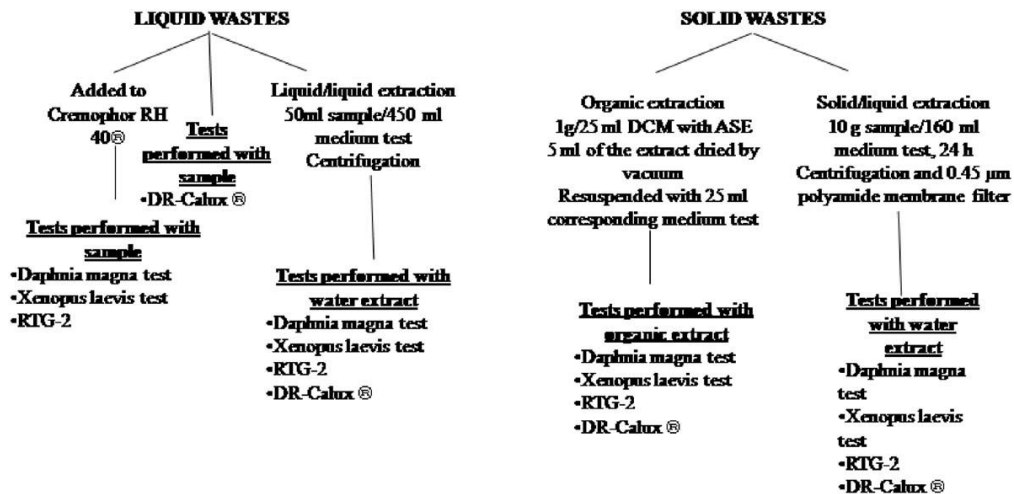 LIQUID WASTES
Added to
Cremophor RH
40®
Tests performed with
sample
•Daphnia magna test
•Xenopus laevis test
•RTG-2
Tests
performed with
sample
•DR-Calux ®
Liquid/liquid extraction
50ml sample/450 ml
medium test
Centrifugation
Tests performed with
water extract
•Daphnia magna test
•Xenopus laevis test
•RTG-2
•DR-Calux ®
SOLID WASTES
Organic extraction
1g/25 ml DCM with ASE
5 ml of the extract dried by
vacuum
Resuspended with 25 ml
corresponding medium test
Tests performed with
organic extract
•Daphnia magna test
•Xenopus laevis test
•RTG-2
•DR-Calux ®
Solid/liquid extraction
10 g sample/160 ml
medium test, 24 h
Centrifugation and 0.45 µm
polyamide membrane filter
Tests performed
with water
extract
•Daphnia magna
test
•Xenopus laevis
test
•RTG-2
•DR-Calux ®